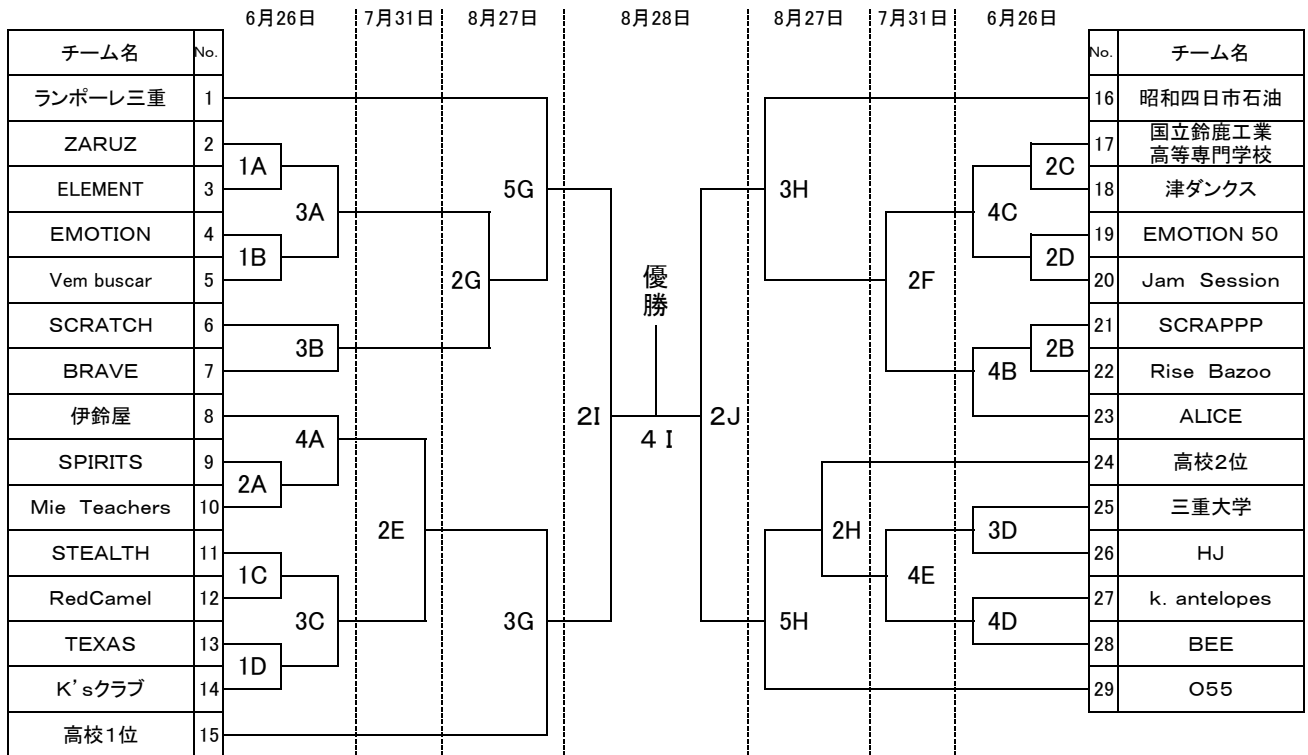 6月26日 7月31日 8月27日 8月28日 8月27日 7月31日 6月26日
チーム名 No.
ランポーレ三重 1
ZARUZ 2
ELEMENT 3
EMOTION 4
Vem buscar 5
SCRATCH 6
BRAVE 7
伊鈴屋 8
SPIRITS 9
Mie Teachers 10
STEALTH 11
RedCamel 12
TEXAS 13
K'sクラブ 14
高校1位 15
1A
1B
2A
1C
1D
3A
3B
4A
3C
2E
2G
5G
3G
2I
優勝
4I
2J
3H
5H
2H
2F
4E
4C
4B
3D
4D
2C
2D
2B
No. チーム名
16 昭和四日市石油
17 国立鈴鹿工業
高等専門学校
18 津ダンクス
19 EMOTION 50
20 Jam Session
21 SCRAPPP
22 Rise Bazoo
23 ALICE
24 高校2位
25 三重大学
26 HJ
27 k. antelopes
28 BEE
29 O55